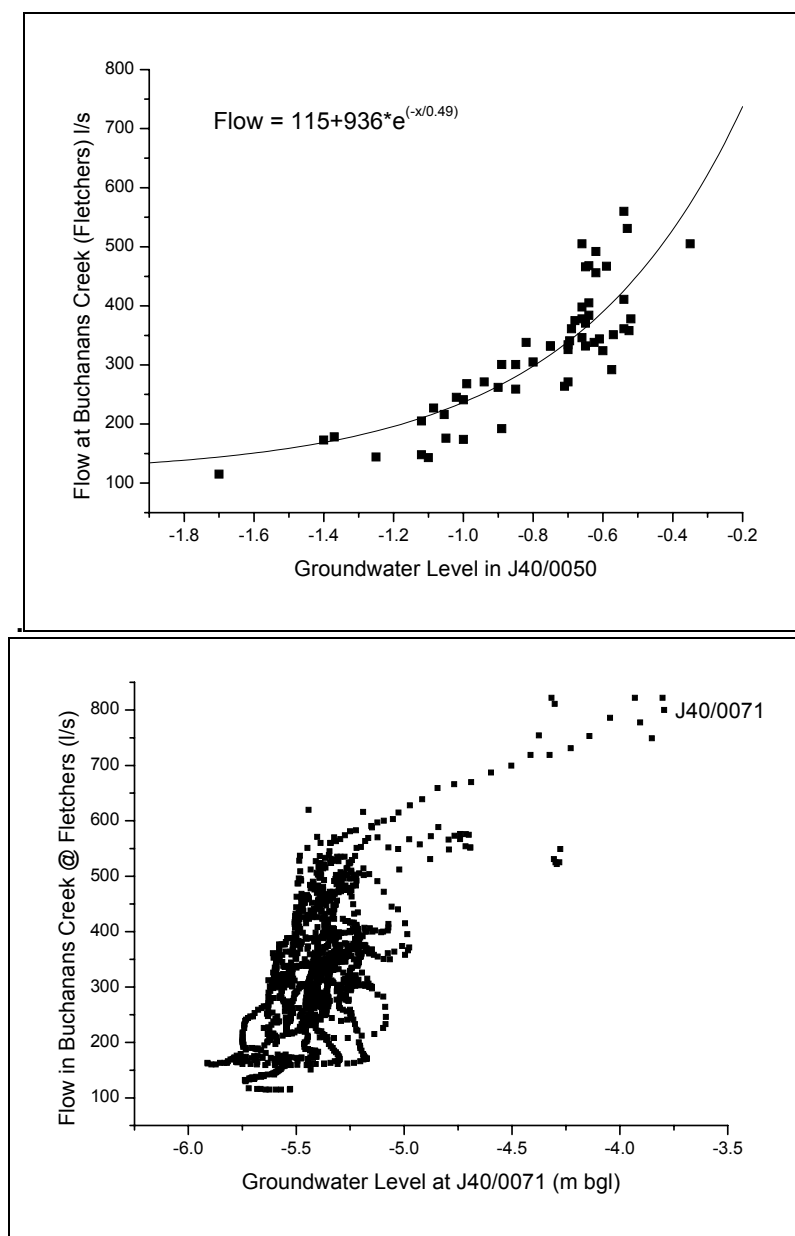 800
700
600
500
400
300
200
100
Flow at Buchanans Creek (Fletchers) l/s
Flow = 115+936*e^(-x/0.49)
-1.8 -1.6 -1.4 -1.2 -1.0 -0.8 -0.6 -0.4 -0.2
Groundwater Level in J40/0050
800
700
600
500
400
300
200
100
Flow in Buchanans Creek @ Fletchers (l/s)
J40/0071
-6.0 -5.5 -5.0 -4.5 -4.0 -3.5
Groundwater Level at J40/0071 (m bgl)